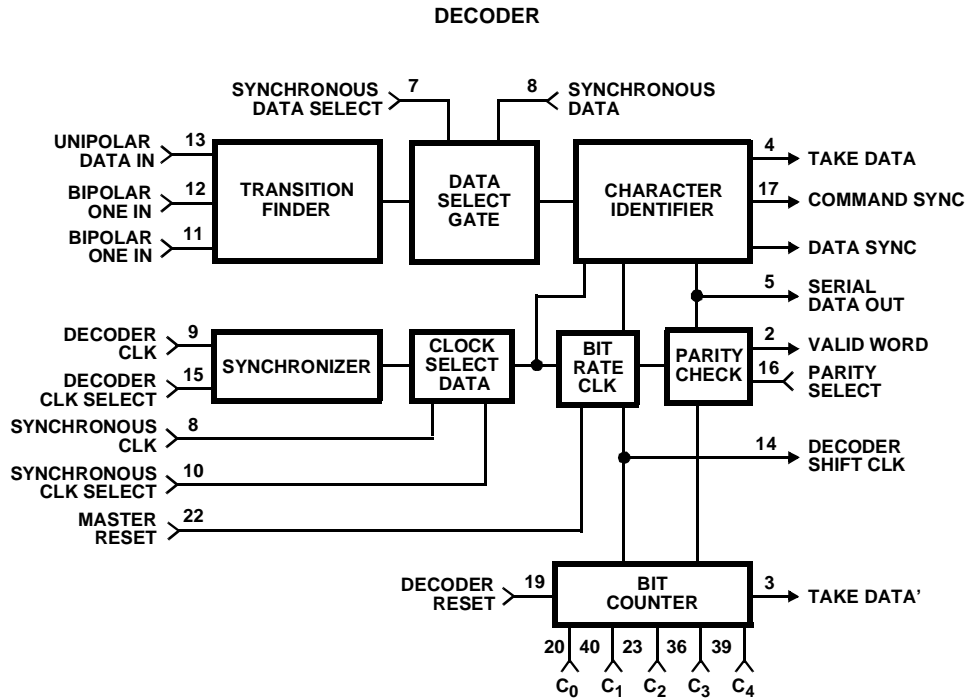 DECODER
SYNCHRONOUS
DATA SELECT
7
8
SYNCHRONOUS
DATA
UNIPOLAR
DATA IN
13
BIPOLAR
ONE IN
12
BIPOLAR
ONE IN
11
TRANSITION
FINDER
DATA
SELECT
GATE
CHARACTER
IDENTIFIER
4
TAKE DATA
17
COMMAND SYNC
DATA SYNC
5
SERIAL
DATA OUT
DECODER
CLK
9
DECODER
CLK SELECT
15
SYNCHRONIZER
CLOCK
SELECT
DATA
BIT
RATE
CLK
PARITY
CHECK
2
VALID WORD
16
PARITY
SELECT
SYNCHRONOUS
CLK
8
SYNCHRONOUS
CLK SELECT
10
14
DECODER
SHIFT CLK
MASTER
RESET
22
DECODER
RESET
19
BIT
COUNTER
3
TAKE DATA'
20 40 23 36 39
C0 C1 C2 C3 C4